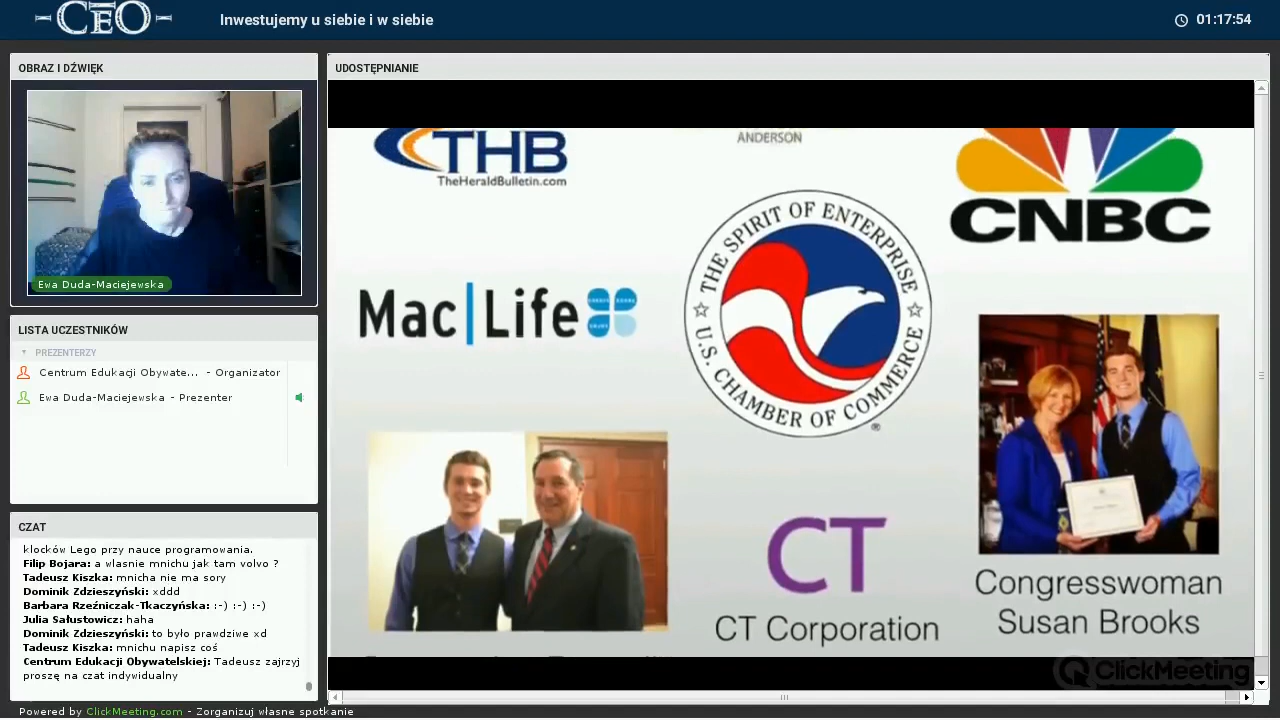 CEO
Inwestujemy u siebie i w siebie
01:17:54
OBRAZ I DŹWIĘK
Ewa Duda-Maciejewska
LISTA UCZESTNIKÓW
PREZENTERZY
Centrum Edukacji Obywate... - Organizator
Ewa Duda-Maciejewska - Prezenter
CZAT
klocków Lego przy nauce programowania.
Filip Bojara: a wlasnie mnichu jak tam volvo ?
Tadeusz Kiszka: mnicha nie ma sory
Dominik Zdzieszyński: xddd
Barbara Rzeźniczak-Tkaczyńska: :-) :-) :-)
Julia Sałustowicz: haha
Dominik Zdzieszyński: to było prawdziwe xd
Tadeusz Kiszka: mnichu napisz coś
Centrum Edukacji Obywatelskiej: Tadeusz zajrzyj
proszę na czat indywidualny
UDOSTĘPNIANIE
THB
TheHeraldBulletin.com
ANDERSON
CNBC
Mac|Life
THE SPIRIT OF ENTERPRISE
U.S. CHAMBER OF COMMERCE
®
CT
CT Corporation
Congresswoman
Susan Brooks
ClickMeeting
Powered by ClickMeeting.com - Zorganizuj własne spotkanie